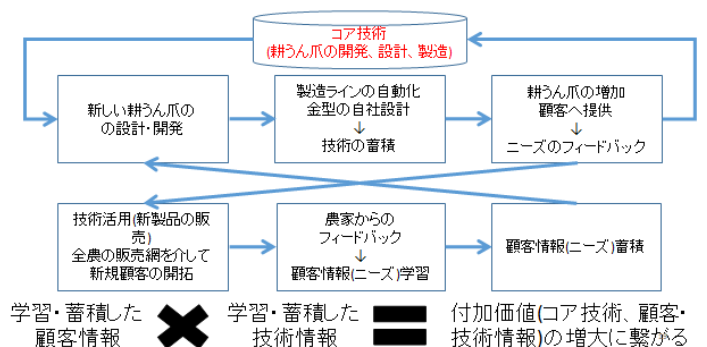 コア技術
(耕うん爪の開発、設計、製造)
新しい耕うん爪の
の設計・開発
製造ラインの自動化
金型の自社設計
↓
技術の蓄積
耕うん爪の増加
顧客へ提供
↓
ニーズのフィードバック
技術活用(新製品の販
売)
全農の販売網を介して
新規顧客の開拓
農家からの
フィードバック
↓
顧客情報(ニーズ)学習
顧客情報(ニーズ)蓄積
学習・蓄積した
顧客情報
学習・蓄積した
技術情報
付加価値(コア技術、顧客・
技術情報)の増大に繋がる